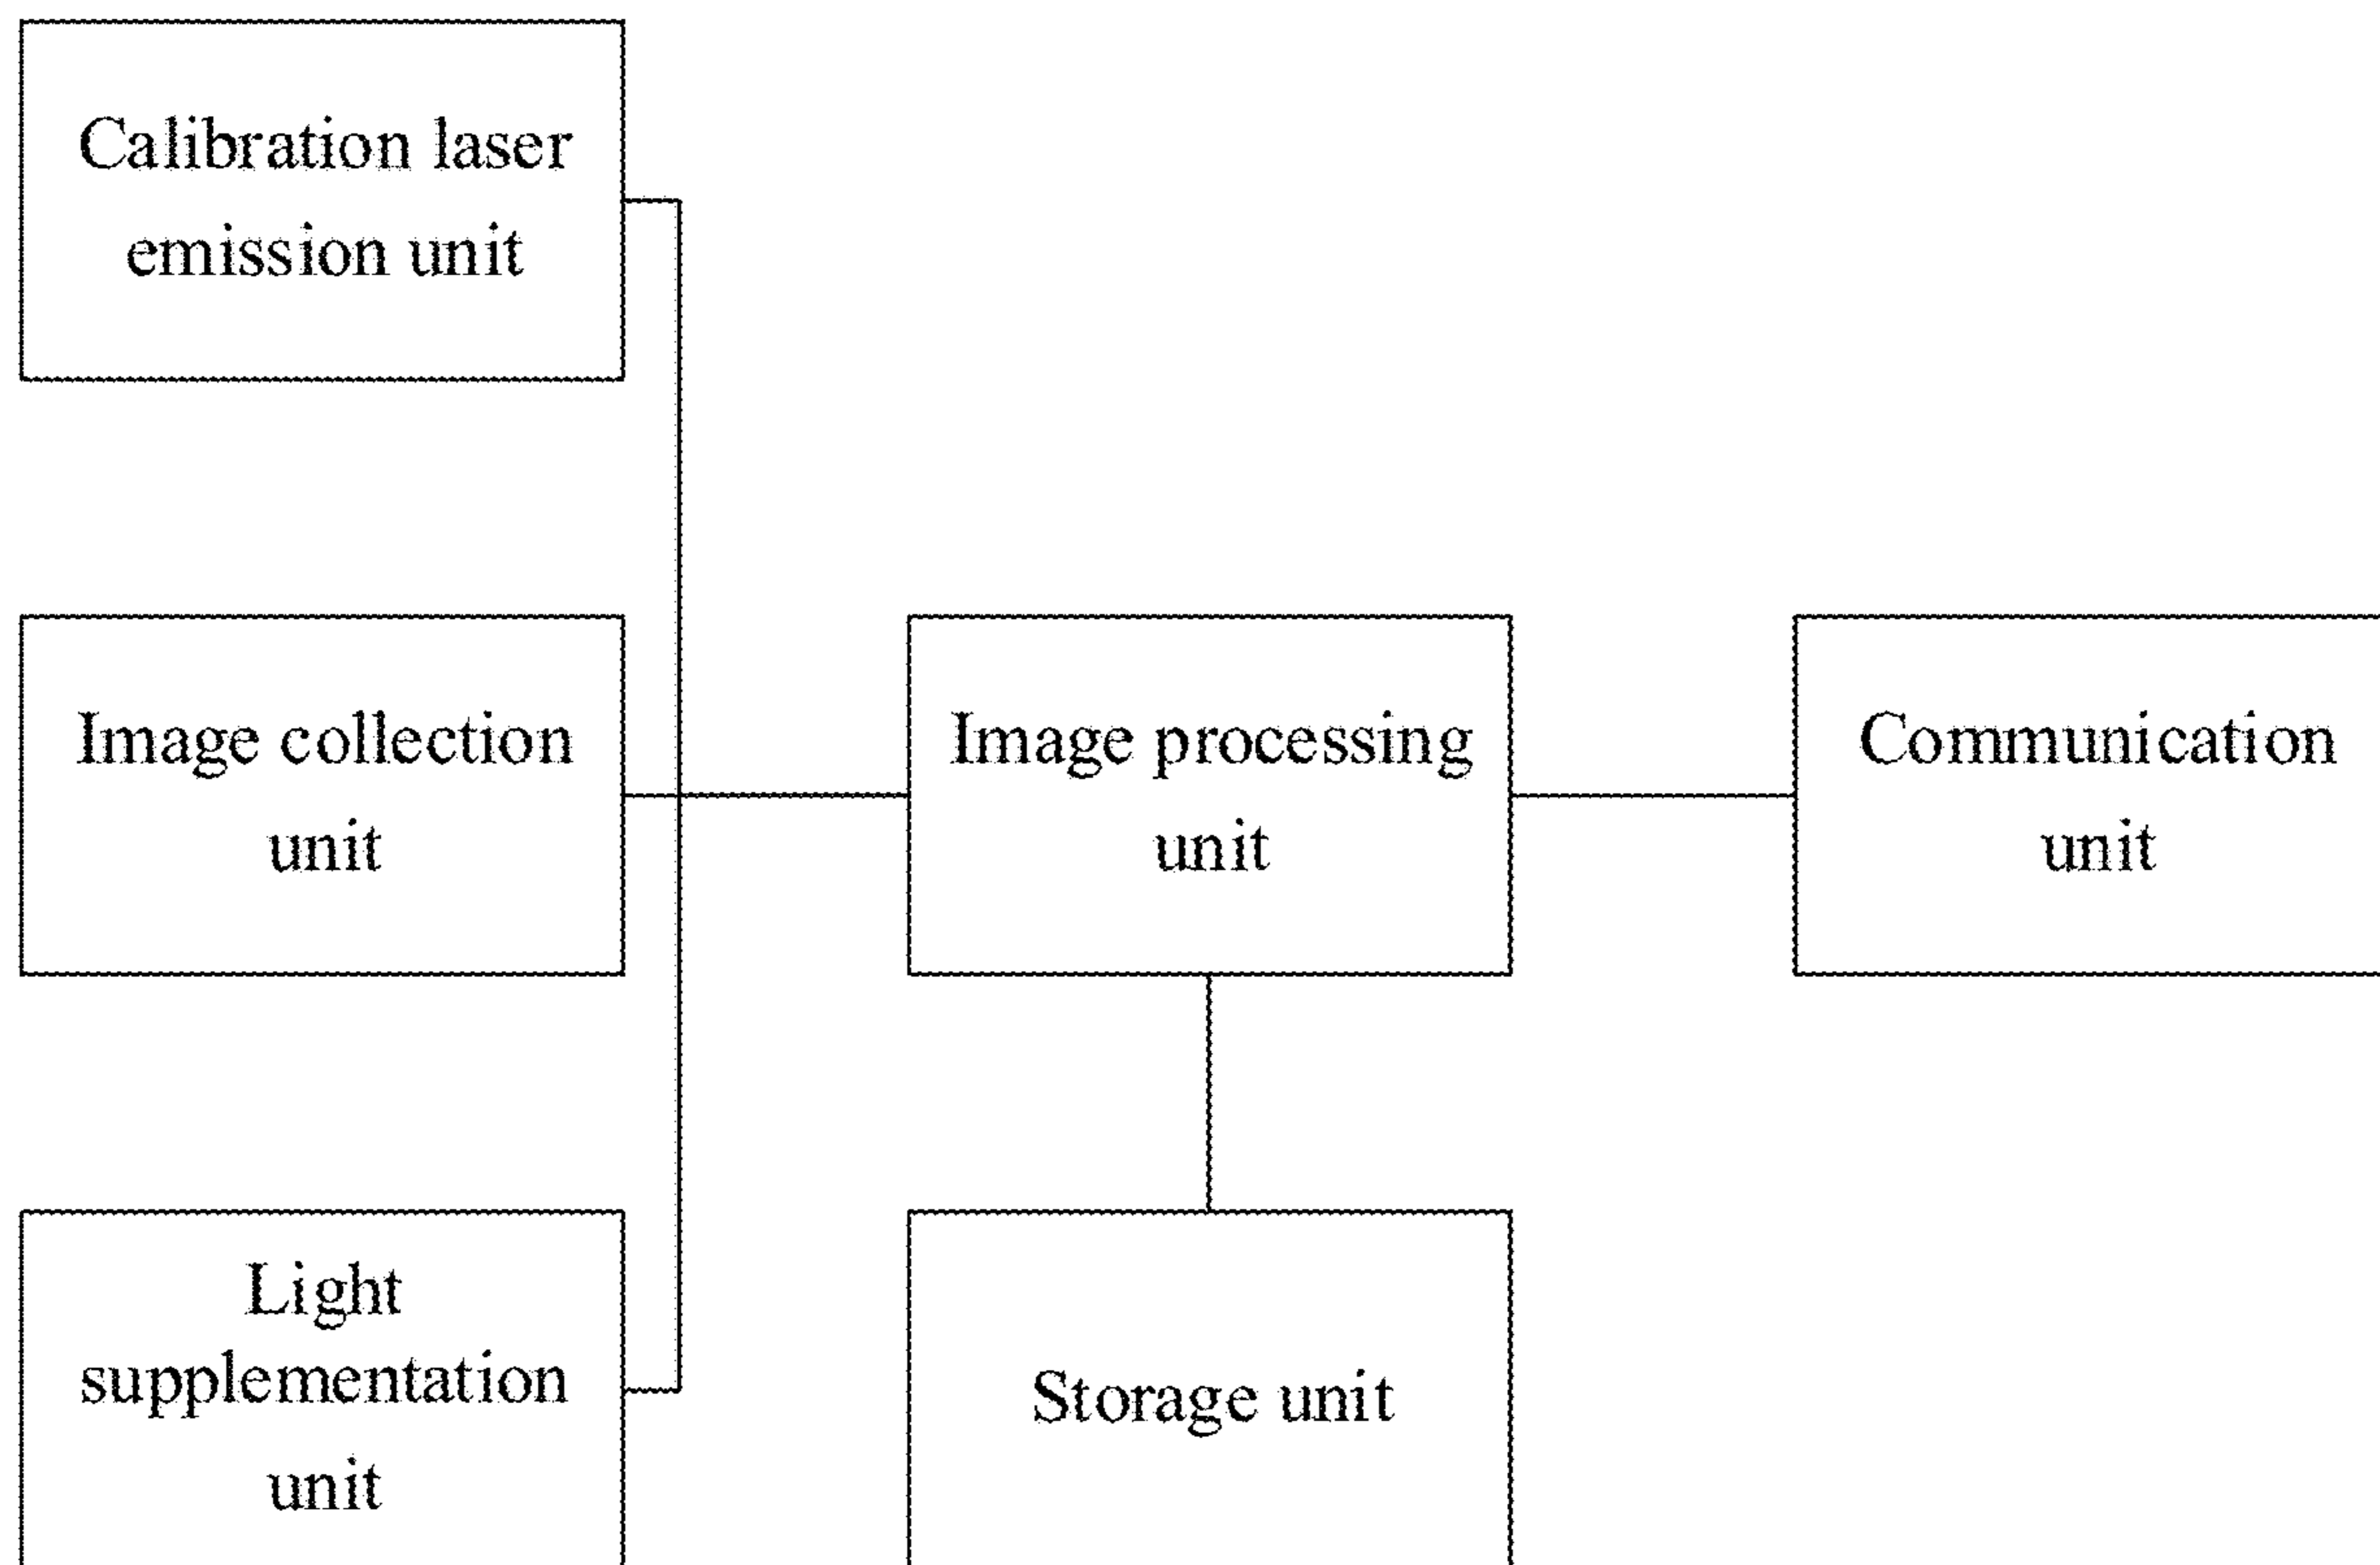 Calibration laser
emission unit
Image collection
unit
Image processing
unit
Communication
unit
Light
supplementation
unit
Storage unit